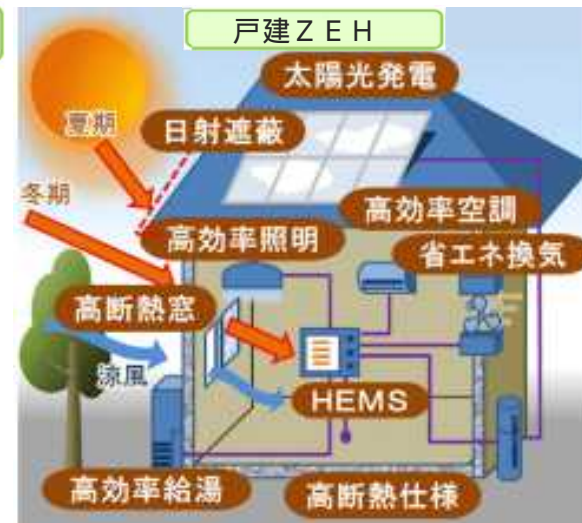 戸建ＺＥＨ
太陽光発電
夏期
日射遮蔽
冬期
高効率空調
高効率照明
省エネ換気
高断熱窓
涼風
HEMS
高効率給湯
高断熱仕様